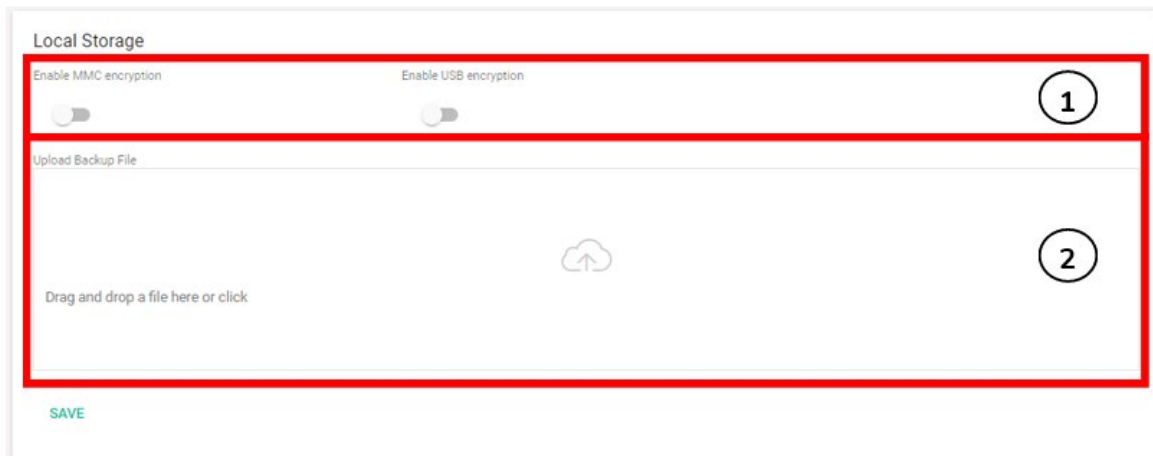 Local Storage
Enable MMC encryption Enable USB encryption
1
Upload Backup File
2
Drag and drop a file here or click
SAVE